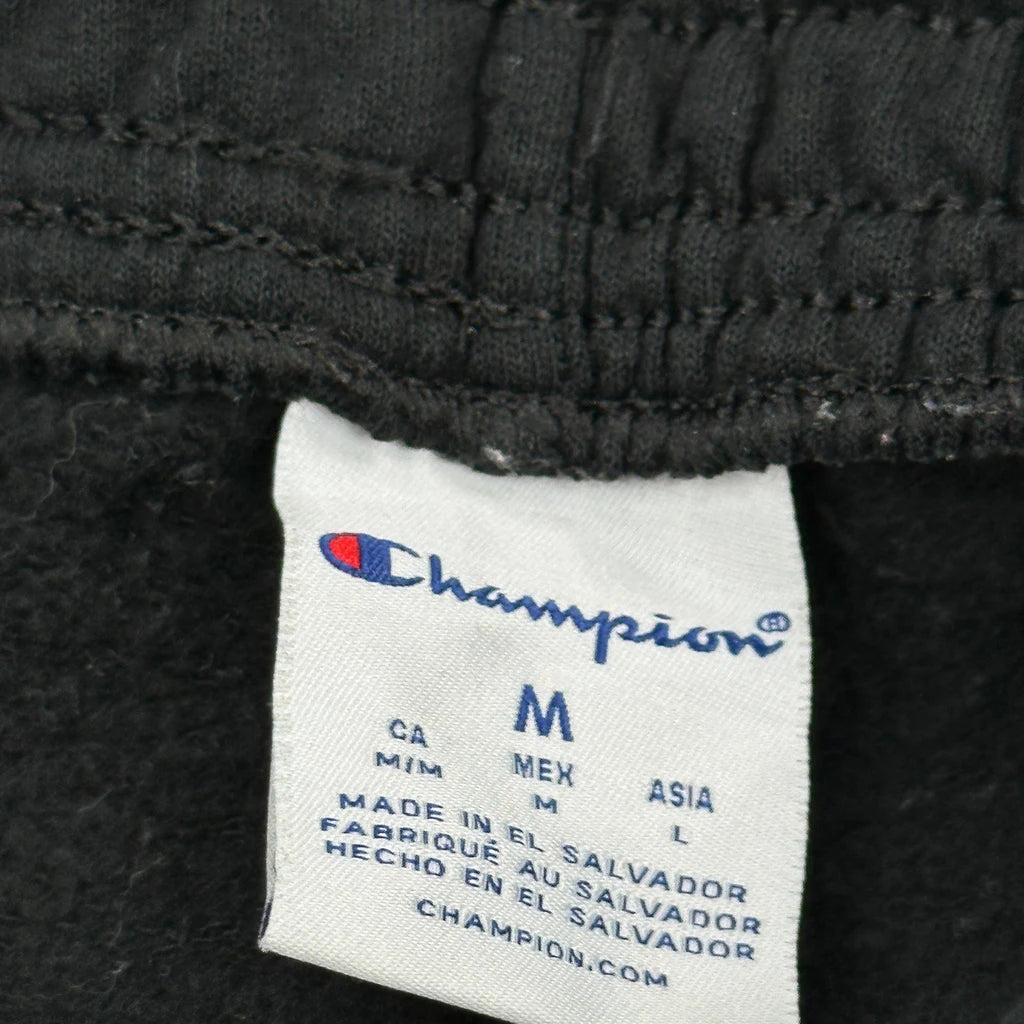 Champion®
M
CA MEX ASIA
M/M M L
MADE IN EL SALVADOR
FABRIQUÉ AU SALVADOR
HECHO EN EL SALVADOR
CHAMPION.COM